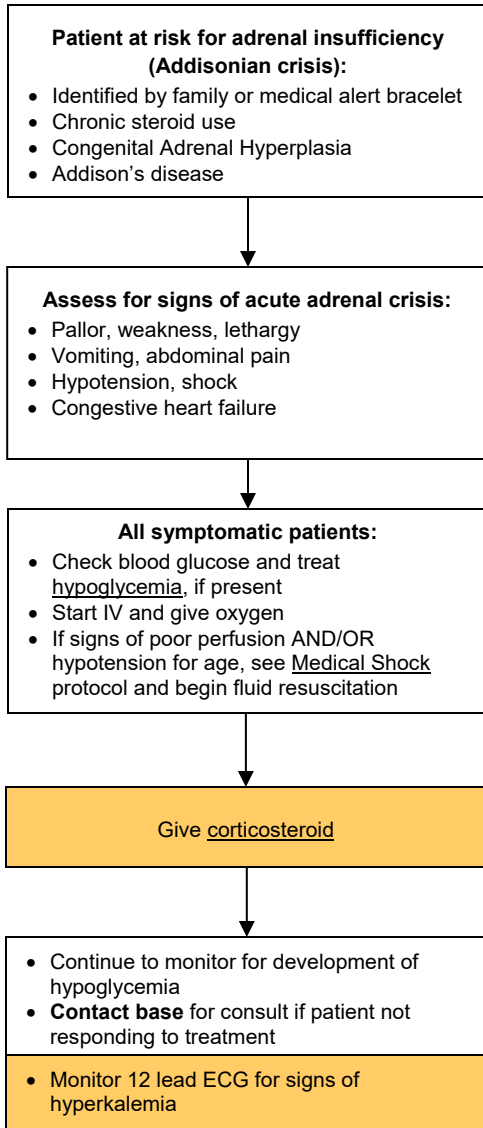 Patient at risk for adrenal insufficiency
(Addisonian crisis):
• Identified by family or medical alert bracelet
• Chronic steroid use
• Congenital Adrenal Hyperplasia
• Addison’s disease
Assess for signs of acute adrenal crisis:
• Pallor, weakness, lethargy
• Vomiting, abdominal pain
• Hypotension, shock
• Congestive heart failure
All symptomatic patients:
• Check blood glucose and treat
hypoglycemia, if present
• Start IV and give oxygen
• If signs of poor perfusion AND/OR
hypotension for age, see Medical Shock
protocol and begin fluid resuscitation
Give corticosteroid
• Continue to monitor for development of
hypoglycemia
• Contact base for consult if patient not
responding to treatment
• Monitor 12 lead ECG for signs of
hyperkalemia